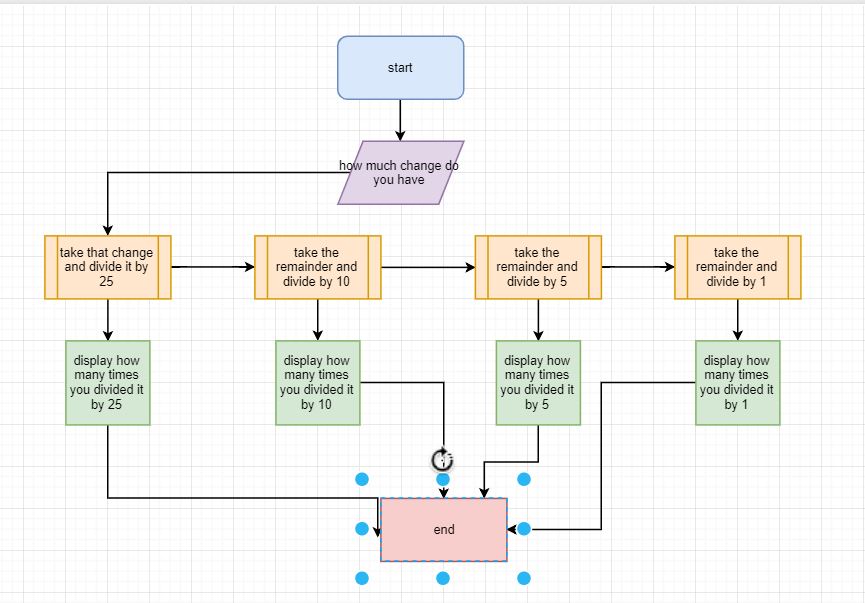 start
how much change do
you have
take that change
and divide it by
25
take the
remainder and
divide by 10
take the
remainder and
divide by 5
take the
remainder and
divide by 1
display how
many times
you divided it
by 25
display how
many times
you divided it
by 10
display how
many times
you divided it
by 5
display how
many times
you divided it
by 1
end